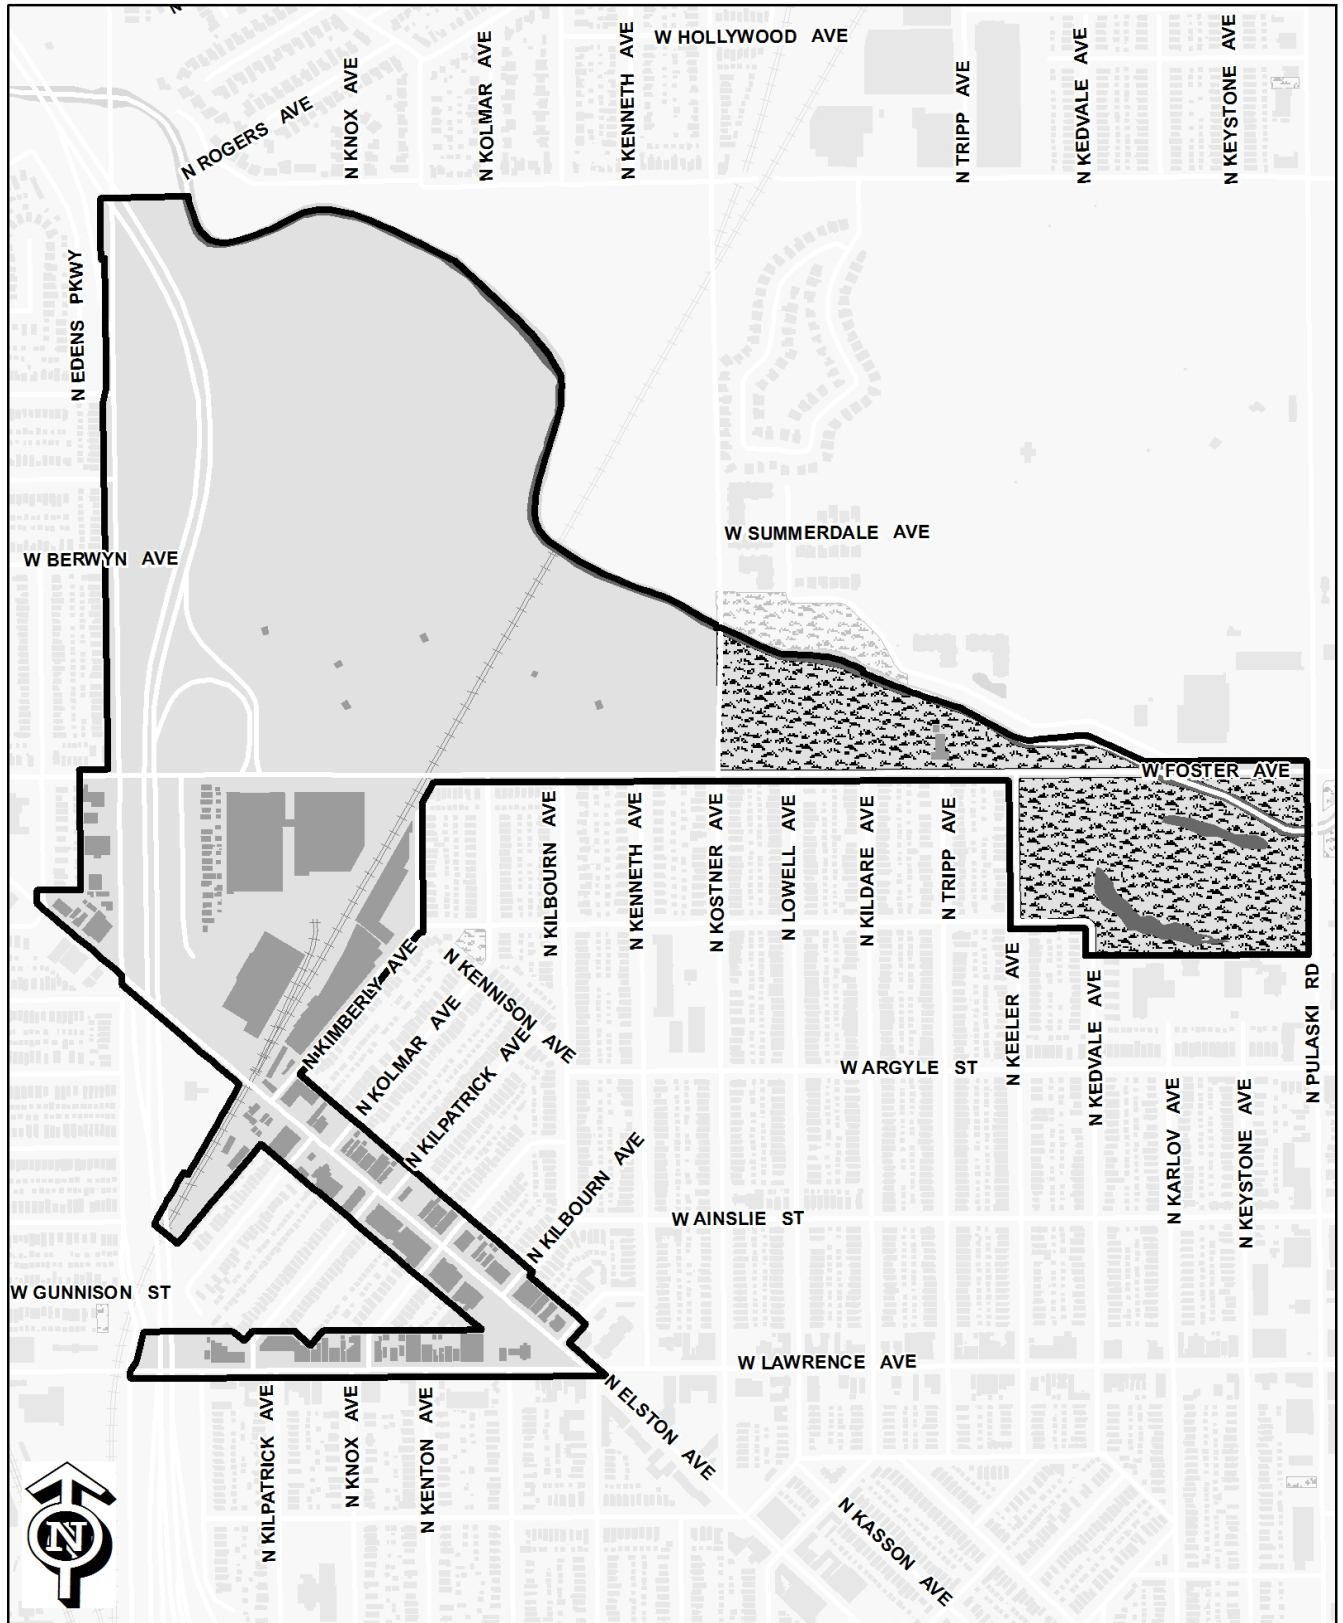 W HOLLYWOOD AVE
N ROGERS AVE
N KNOX AVE
N KOLMAR AVE
N KENNETH AVE
N TRIPP AVE
N KEDVALE AVE
N KEYSTONE AVE
N EDENS PKWY
W BERWYN AVE
W SUMMERDALE AVE
W FOSTER AVE
N KILBOURN AVE
N KENNETH AVE
N KOSTNER AVE
N LOWELL AVE
N KILDARE AVE
N TRIPP AVE
N KEELER AVE
N KEDVALE AVE
N KARLOV AVE
N KEYSTONE AVE
N PULASKI RD
N KIMBERLY AVE
N KENNISON AVE
N KOLMAR AVE
N KILPATRICK AVE
N KILBOURN AVE
W ARGYLE ST
W AINSLIE ST
W GUNNISON ST
W LAWRENCE AVE
N KILPATRICK AVE
N KNOX AVE
N KENTON AVE
N ELSTON AVE
N KASSON AVE
N